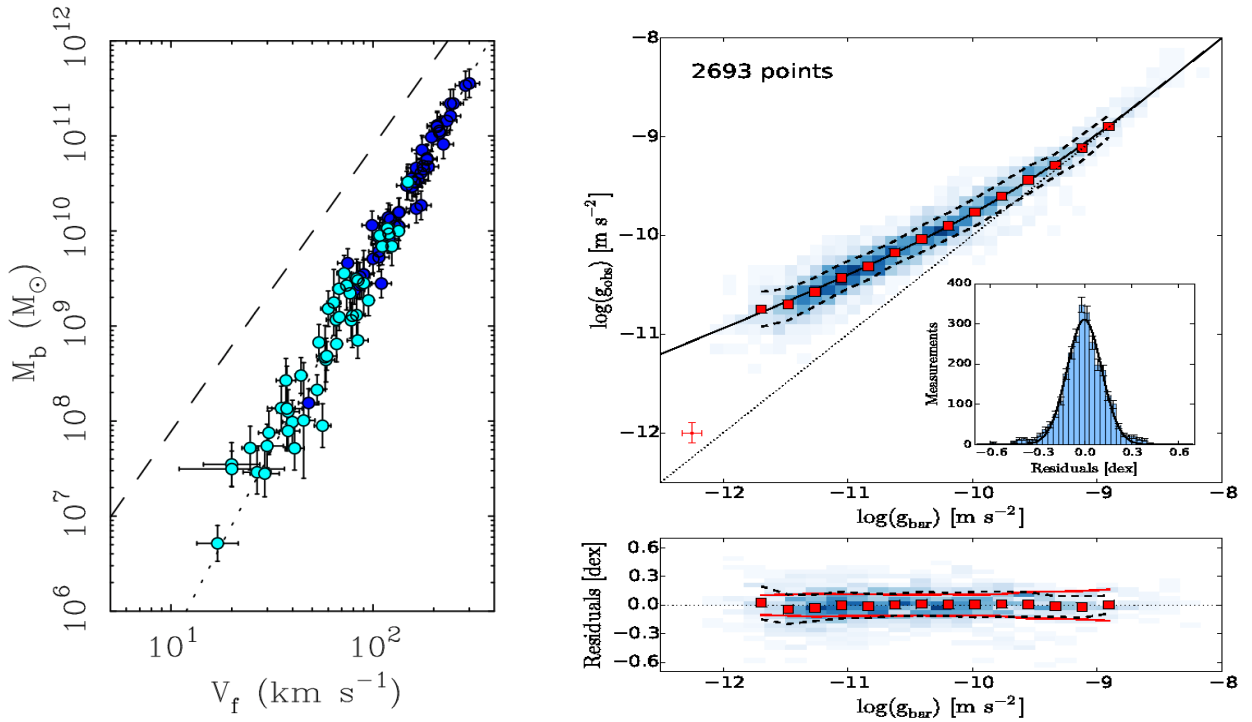 10¹²
10¹¹
10¹⁰
10⁹
10⁸
10⁷
10⁶
M_b (M_⊙)
10¹ 10²
V_f (km s⁻¹)
2693 points
−8
−9
−10
−11
−12
log(g_obs) [m s⁻²]
−12 −11 −10 −9 −8
log(g_bar) [m s⁻²]
400
300
200
100
0
Measurements
−0.6 −0.3 0.0 0.3 0.6
Residuals [dex]
0.6
0.3
0.0
−0.3
−0.6
Residuals [dex]
−12 −11 −10 −9 −8
log(g_bar) [m s⁻²]